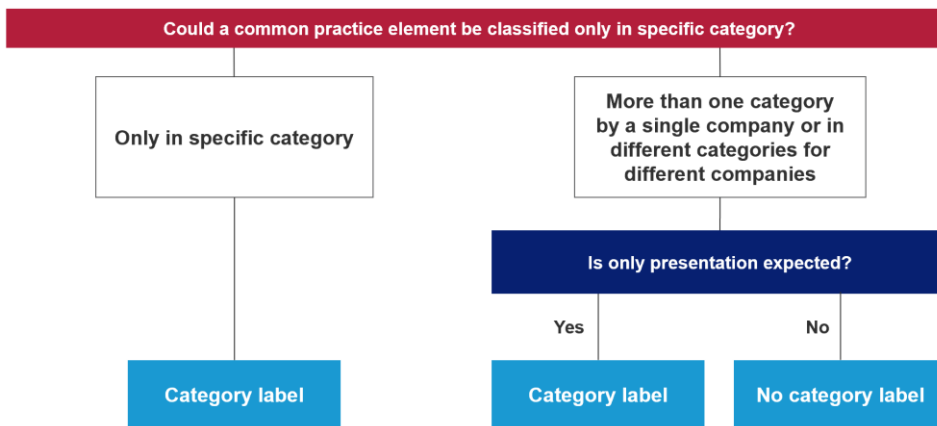 Could a common practice element be classified only in specific category?
Only in specific category
More than one category
by a single company or in
different categories for
different companies
Is only presentation expected?
Yes
No
Category label
Category label
No category label